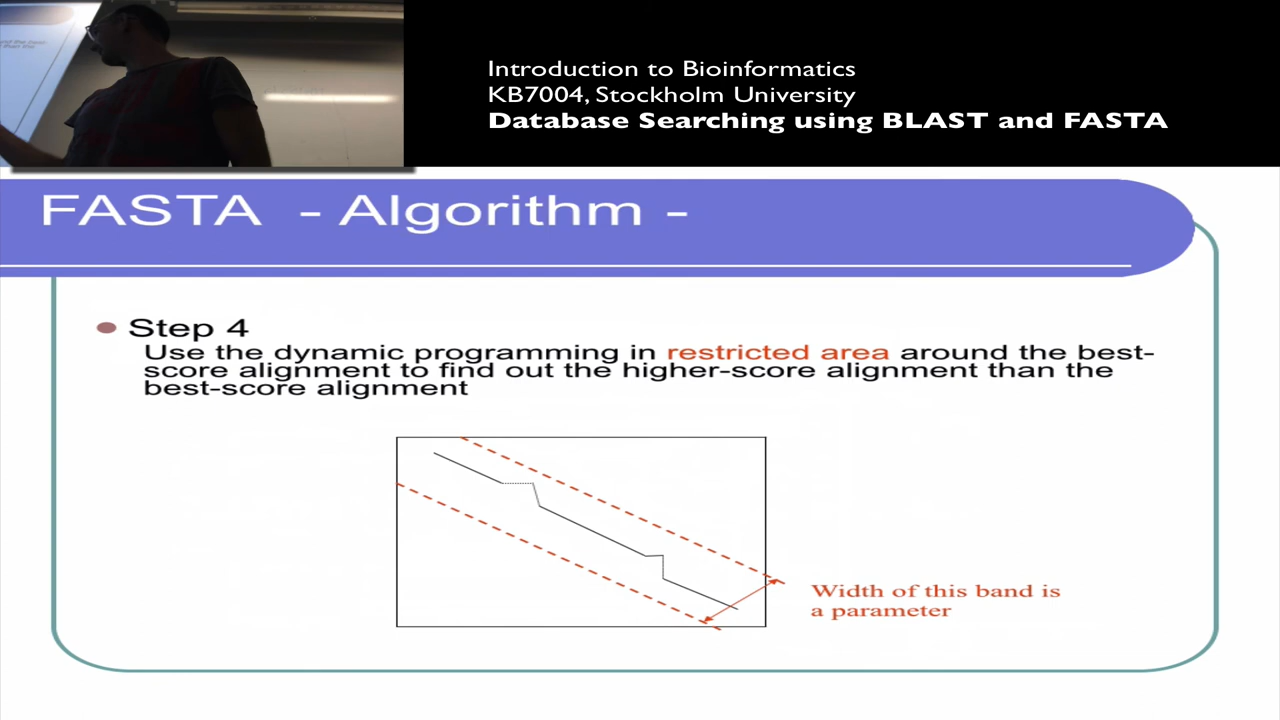 Introduction to Bioinformatics
KB7004, Stockholm University
Database Searching using BLAST and FASTA
FASTA - Algorithm -
Step 4
Use the dynamic programming in restricted area around the best-
score alignment to find out the higher-score alignment than the
best-score alignment
Width of this band is
a parameter